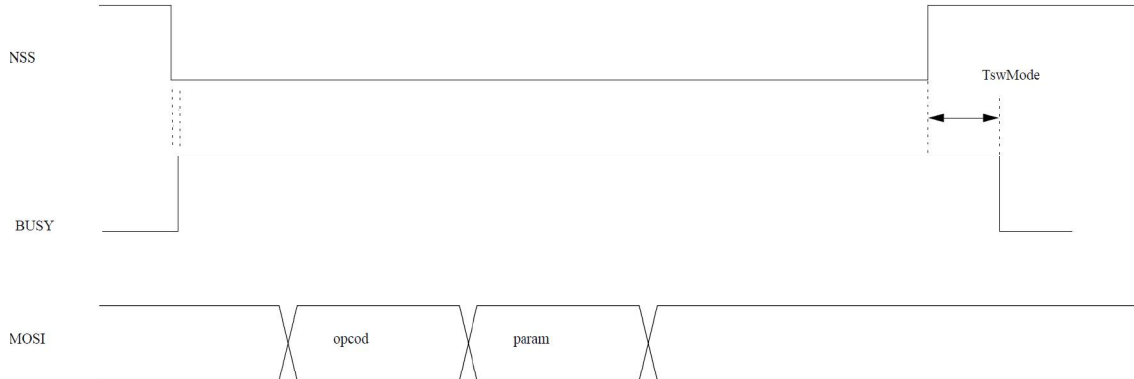 NSS
TswMode
BUSY
MOSI
opcod
param